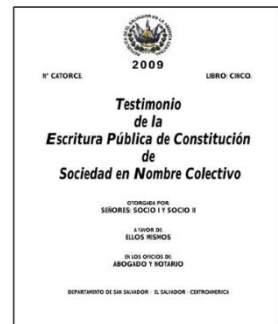 2009
Nº CATORCE.
LIBRO: CINCO.
Testimonio
de la
Escritura Pública de Constitución
de
Sociedad en Nombre Colectivo
OTORGADA POR:
SEÑORES: SOCIO I Y SOCIO II
A FAVOR DE
ELLOS MISMOS
EN LOS OFICIOS DE
ABOGADO Y NOTARIO
DEPARTAMENTO DE SAN SALVADOR - EL SALVADOR - CENTROAMERICA